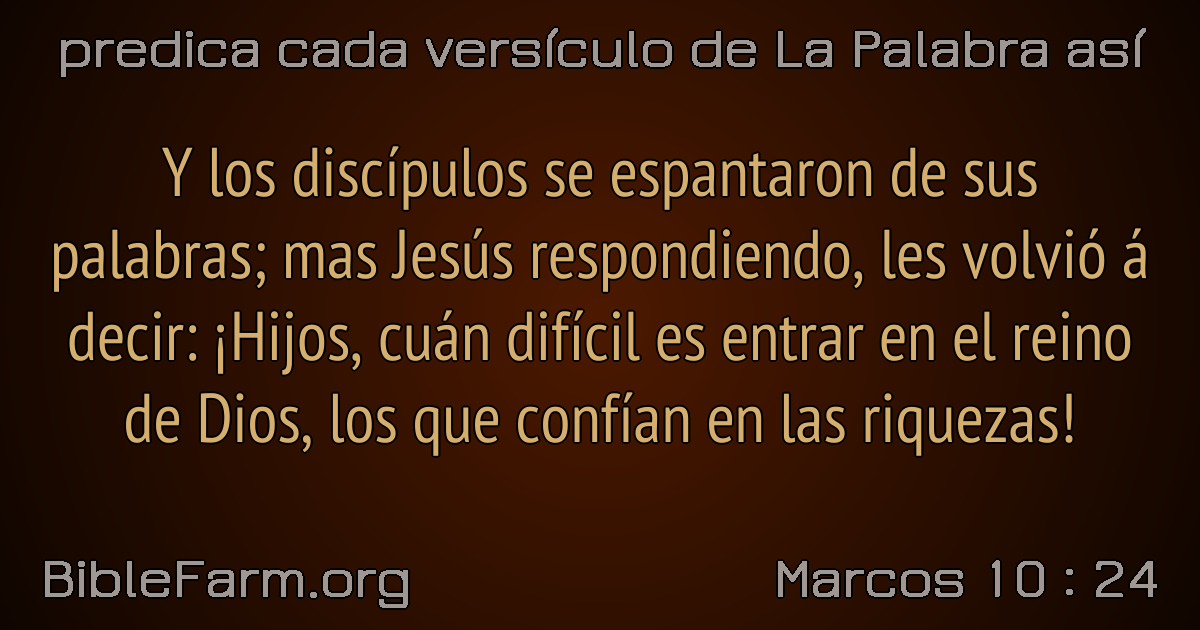 predica cada versículo de La Palabra así
Y los discípulos se espantaron de sus
palabras; mas Jesús respondiendo, les volvió á
decir: ¡Hijos, cuán difícil es entrar en el reino
de Dios, los que confían en las riquezas!
BibleFarm.org
Marcos 10 : 24